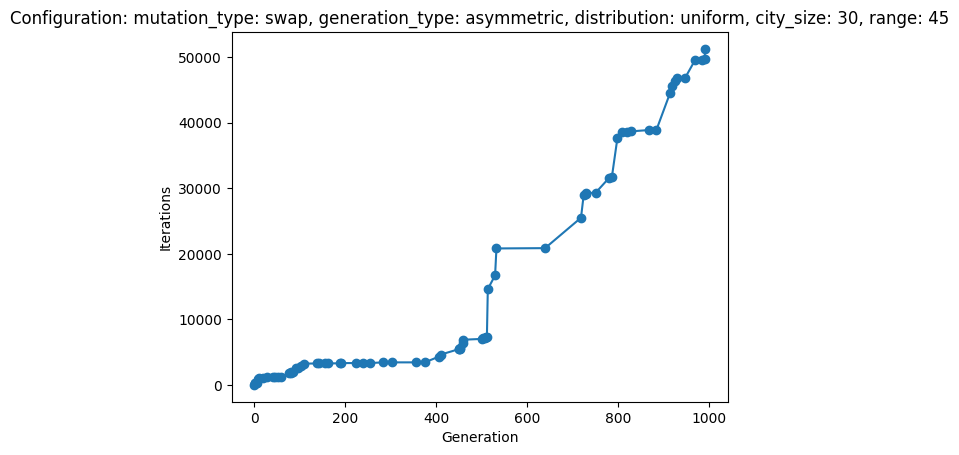 Configuration: mutation_type: swap, generation_type: asymmetric, distribution: uniform, city_size: 30, range: 45
50000
40000
30000
20000
10000
0
Iterations
0 200 400 600 800 1000
Generation